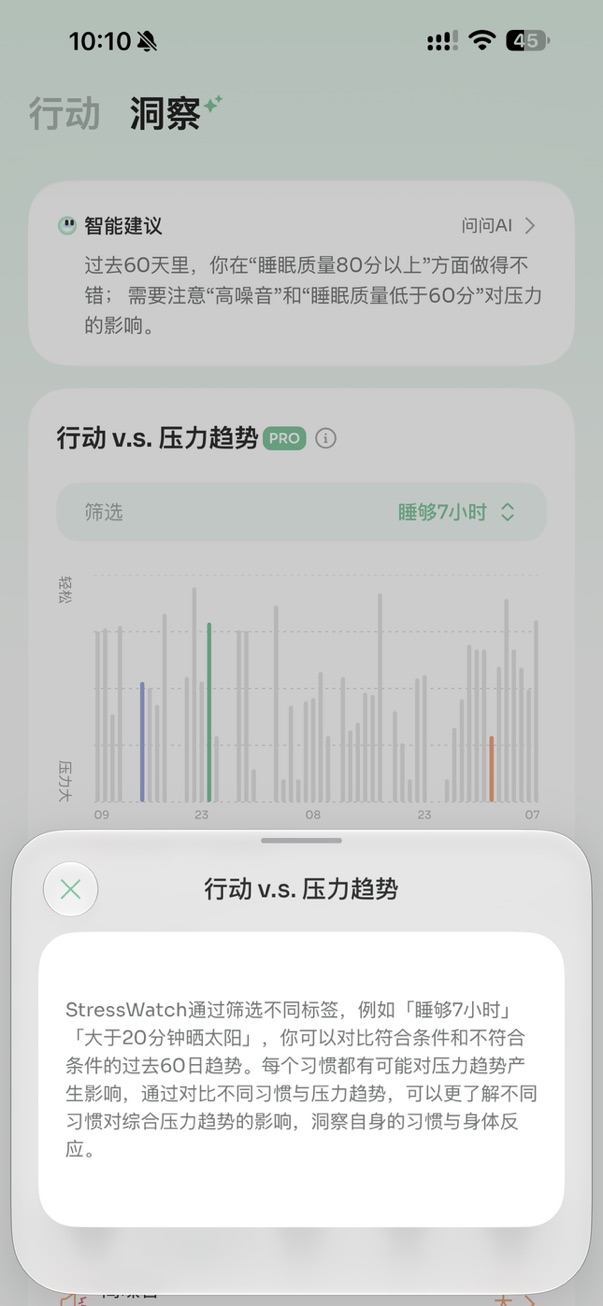 10:10
45
行动 洞察
智能建议
问问AI
过去60天里，你在“睡眠质量80分以上”方面做得不
错； 需要注意“高噪音”和“睡眠质量低于60分”对压力
的影响。
行动 v.s. 压力趋势 PRO
筛选
睡够7小时
轻松
压力大
09 23 08 23 07
行动 v.s. 压力趋势
StressWatch通过筛选不同标签，例如「睡够7小时」
「大于20分钟晒太阳」，你可以对比符合条件和不符合
条件的过去60日趋势。每个习惯都有可能对压力趋势产
生影响，通过对比不同习惯与压力趋势，可以更了解不同
习惯对综合压力趋势的影响，洞察自身的习惯与身体反
应。